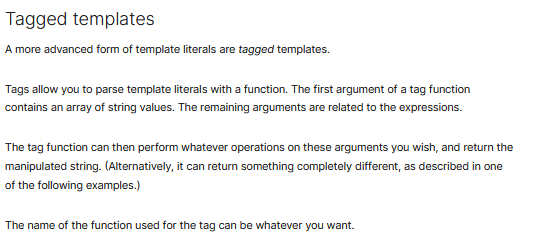 Tagged templates
A more advanced form of template literals are tagged templates.
Tags allow you to parse template literals with a function. The first argument of a tag function
contains an array of string values. The remaining arguments are related to the expressions.
The tag function can then perform whatever operations on these arguments you wish, and return the
manipulated string. (Alternatively, it can return something completely different, as described in one
of the following examples.)
The name of the function used for the tag can be whatever you want.